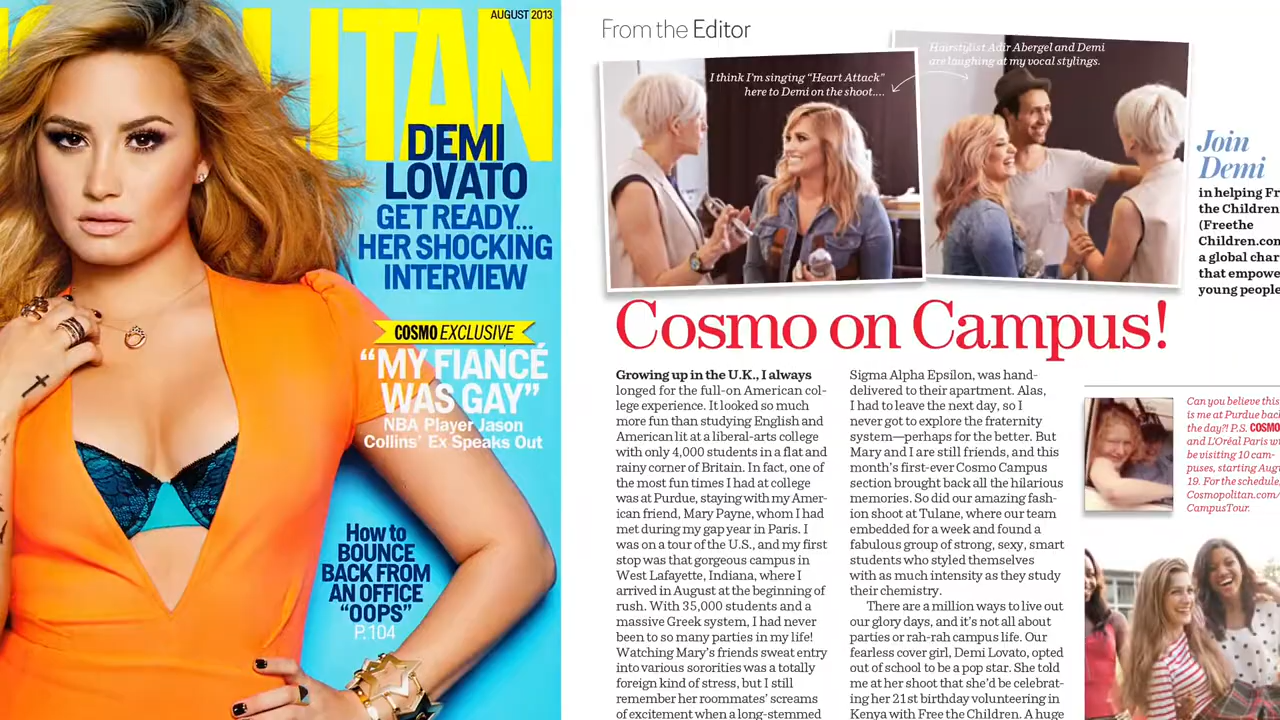 AUGUST 2013
OLITAN
DEMI
LOVATO
GET READY...
HER SHOCKING
INTERVIEW
COSMO EXCLUSIVE
“MY FIANCÉ
WAS GAY”
NBA Player Jason
Collins’ Ex Speaks Out
How to
BOUNCE
BACK FROM
AN OFFICE
“OOPS”
P.104
From the Editor
I think I’m singing “Heart Attack”
here to Demi on the shoot....
Hairstylist Adir Abergel and Demi
are laughing at my vocal stylings.
Join
Demi
in helping Fr
the Children
(Freethe
Children.com
a global char
that empowe
young people
Cosmo on Campus!
Growing up in the U.K., I always
longed for the full-on American col-
lege experience. It looked so much
more fun than studying English and
American lit at a liberal-arts college
with only 4,000 students in a flat and
rainy corner of Britain. In fact, one of
the most fun times I had at college
was at Purdue, staying with my Amer-
ican friend, Mary Payne, whom I had
met during my gap year in Paris. I
was on a tour of the U.S., and my first
stop was that gorgeous campus in
West Lafayette, Indiana, where I
arrived in August at the beginning of
rush. With 35,000 students and a
massive Greek system, I had never
been to so many parties in my life!
Watching Mary’s friends sweat entry
into various sororities was a totally
foreign kind of stress, but I still
remember her roommates’ screams
of excitement when a long-stemmed
Sigma Alpha Epsilon, was hand-
delivered to their apartment. Alas,
I had to leave the next day, so I
never got to explore the fraternity
system—perhaps for the better. But
Mary and I are still friends, and this
month’s first-ever Cosmo Campus
section brought back all the hilarious
memories. So did our amazing fash-
ion shoot at Tulane, where our team
embedded for a week and found a
fabulous group of strong, sexy, smart
students who styled themselves
with as much intensity as they study
their chemistry.
There are a million ways to live out
our glory days, and it’s not all about
parties or rah-rah campus life. Our
fearless cover girl, Demi Lovato, opted
out of school to be a pop star. She told
me at her shoot that she’d be celebrat-
ing her 21st birthday volunteering in
Kenya with Free the Children. A huge
Can you believe this
is me at Purdue back
the day?! P.S. COSMO
and L’Oréal Paris wi
be visiting 10 cam-
puses, starting Aug
19. For the schedule,
Cosmopolitan.com/
CampusTour.